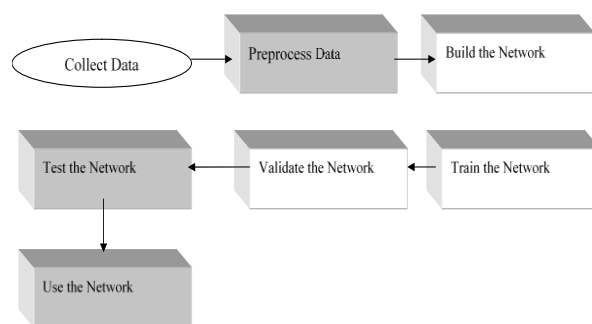 Collect Data
Preprocess Data
Build the Network
Test the Network
Validate the Network
Train the Network
Use the Network